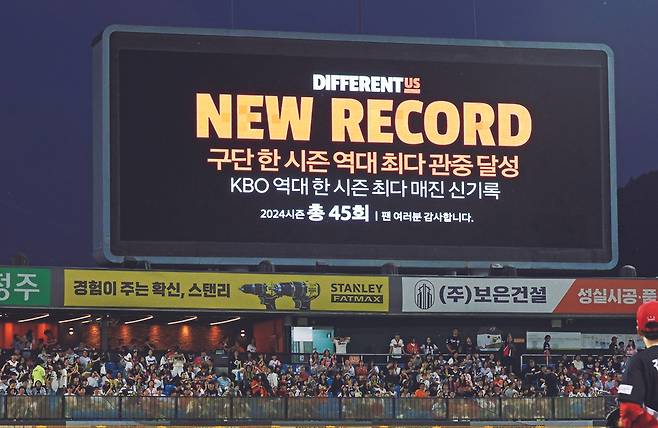 DIFFERENT US
NEW RECORD
구단 한 시즌 역대 최다 관중 달성
KBO 역대 한 시즌 최다 매진 신기록
2024시즌 총 45회 | 팬 여러분 감사합니다.
정주
경험이 주는 확신, 스탠리
STANLEY
FATMAX
(주)보은건설
성실시공·품